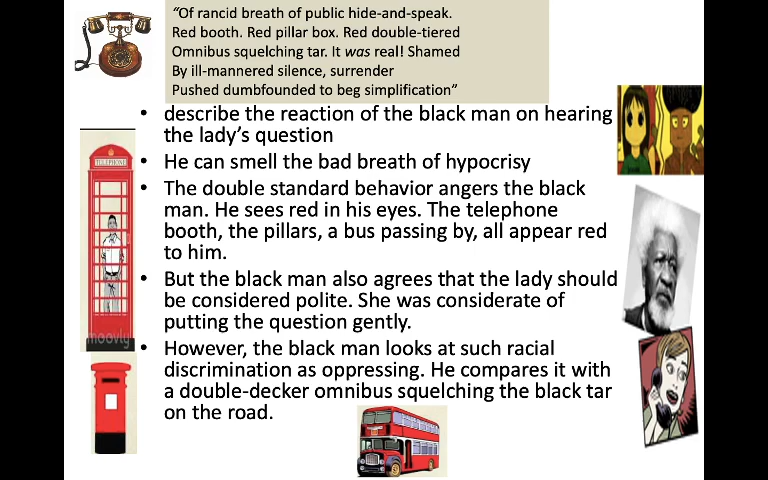 “Of rancid breath of public hide-and-speak.
Red booth. Red pillar box. Red double-tiered
Omnibus squelching tar. It was real! Shamed
By ill-mannered silence, surrender
Pushed dumbfounded to beg simplification”
• describe the reaction of the black man on hearing
the lady’s question
• He can smell the bad breath of hypocrisy
• The double standard behavior angers the black
man. He sees red in his eyes. The telephone
booth, the pillars, a bus passing by, all appear red
to him.
• But the black man also agrees that the lady should
be considered polite. She was considerate of
putting the question gently.
• However, the black man looks at such racial
discrimination as oppressing. He compares it with
a double-decker omnibus squelching the black tar
on the road.
TELEPHONE
moovly